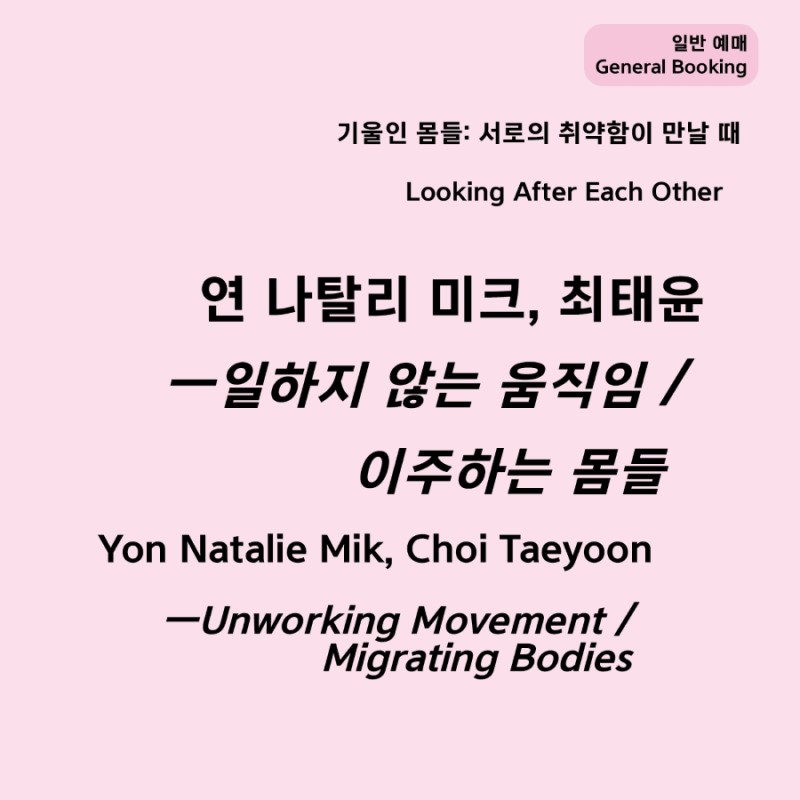 일반 예매
General Booking
기울인 몸들: 서로의 취약함이 만날 때
Looking After Each Other
연 나탈리 미크, 최태윤
—일하지 않는 움직임 /
이주하는 몸들
Yon Natalie Mik, Choi Taeyoon
—Unworking Movement /
Migrating Bodies